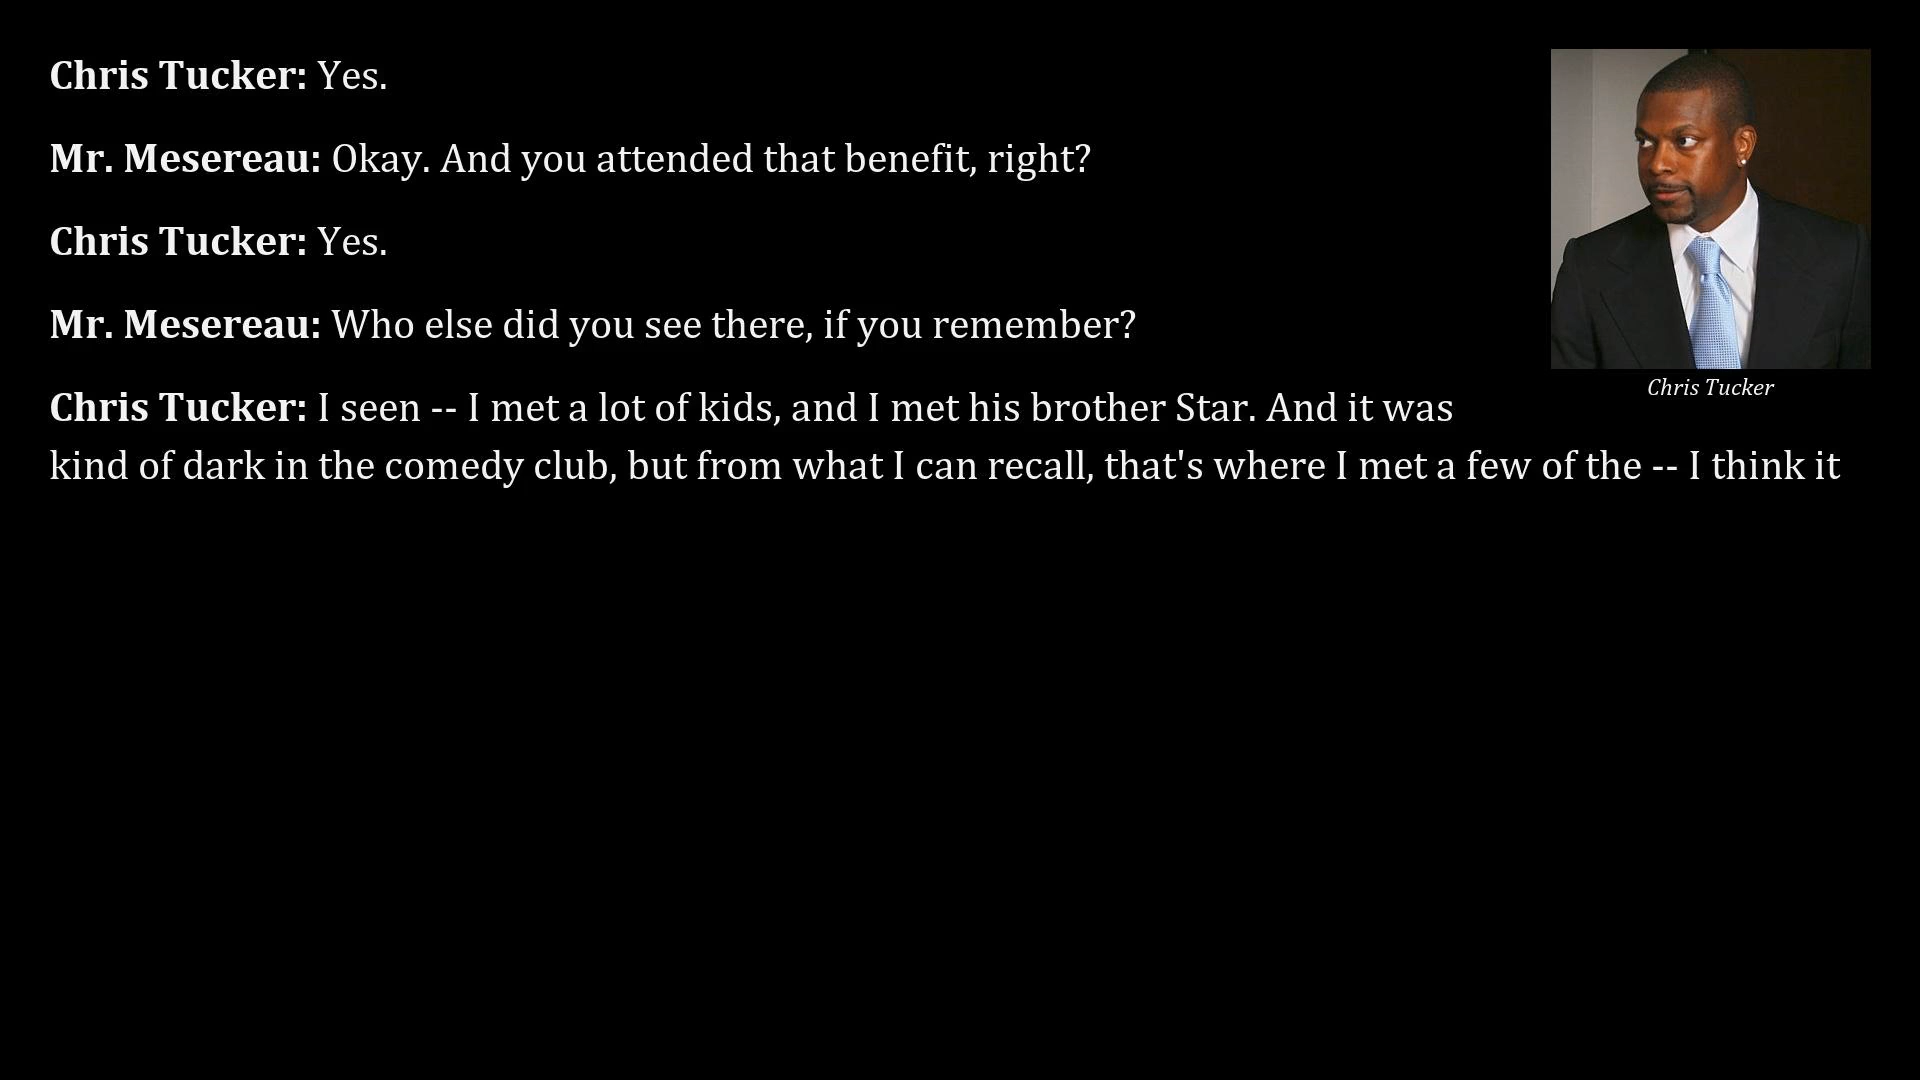 Chris Tucker: Yes.
Mr. Mesereau: Okay. And you attended that benefit, right?
Chris Tucker: Yes.
Mr. Mesereau: Who else did you see there, if you remember?
Chris Tucker: I seen -- I met a lot of kids, and I met his brother Star. And it was
kind of dark in the comedy club, but from what I can recall, that's where I met a few of the -- I think it
Chris Tucker